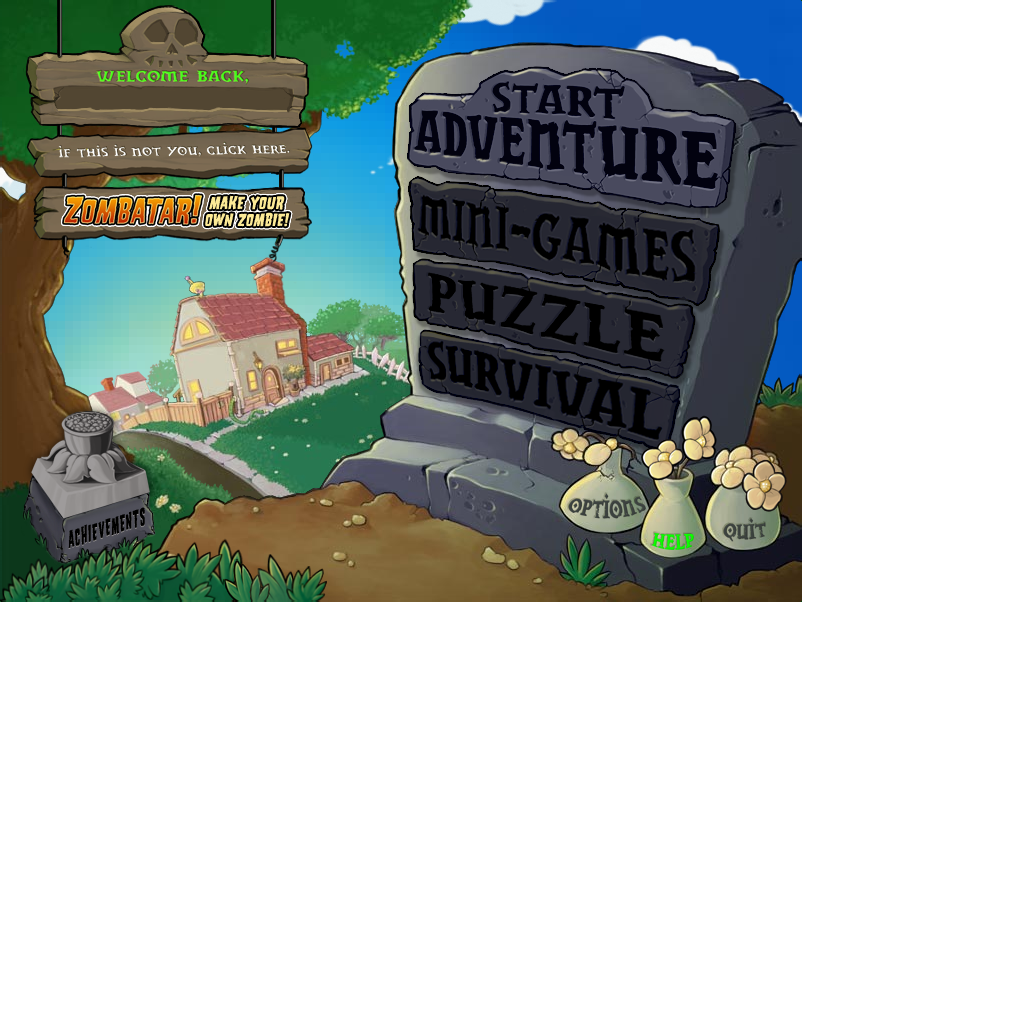 WELCOME BACK,
IF THIS IS NOT YOU, CLICK HERE.
ZOMBATAR! MAKE YOUR
OWN ZOMBIE!
START
ADVENTURE
MINI-GAMES
PUZZLE
SURVIVAL
ACHIEVEMENTS
OPTIONS
HELP
QUIT